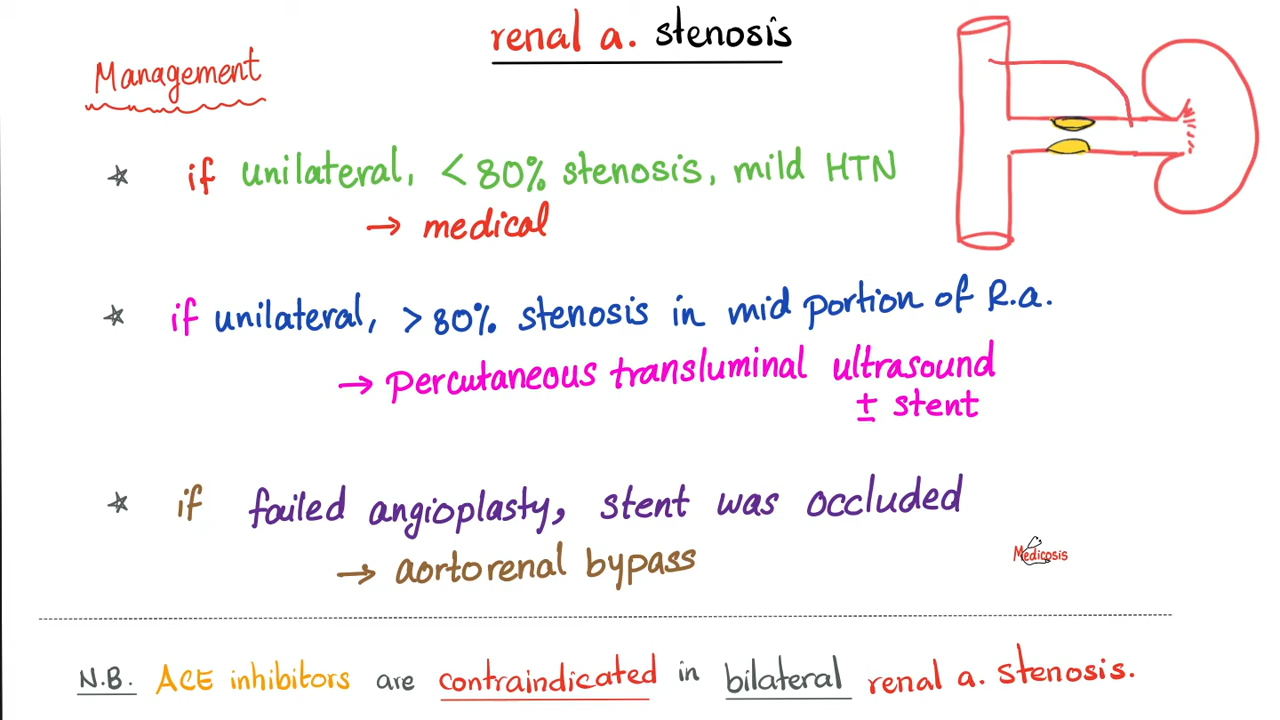 renal a. stenosis
Management
☆ if unilateral, < 80% stenosis, mild HTN
→ medical
☆ if unilateral, > 80% stenosis in mid portion of R.a.
→ percutaneous transluminal ultrasound
± stent
☆ if failed angioplasty, stent was occluded
→ aortorenal bypass
Medicosis
N.B. ACE inhibitors are contraindicated in bilateral renal a. stenosis.